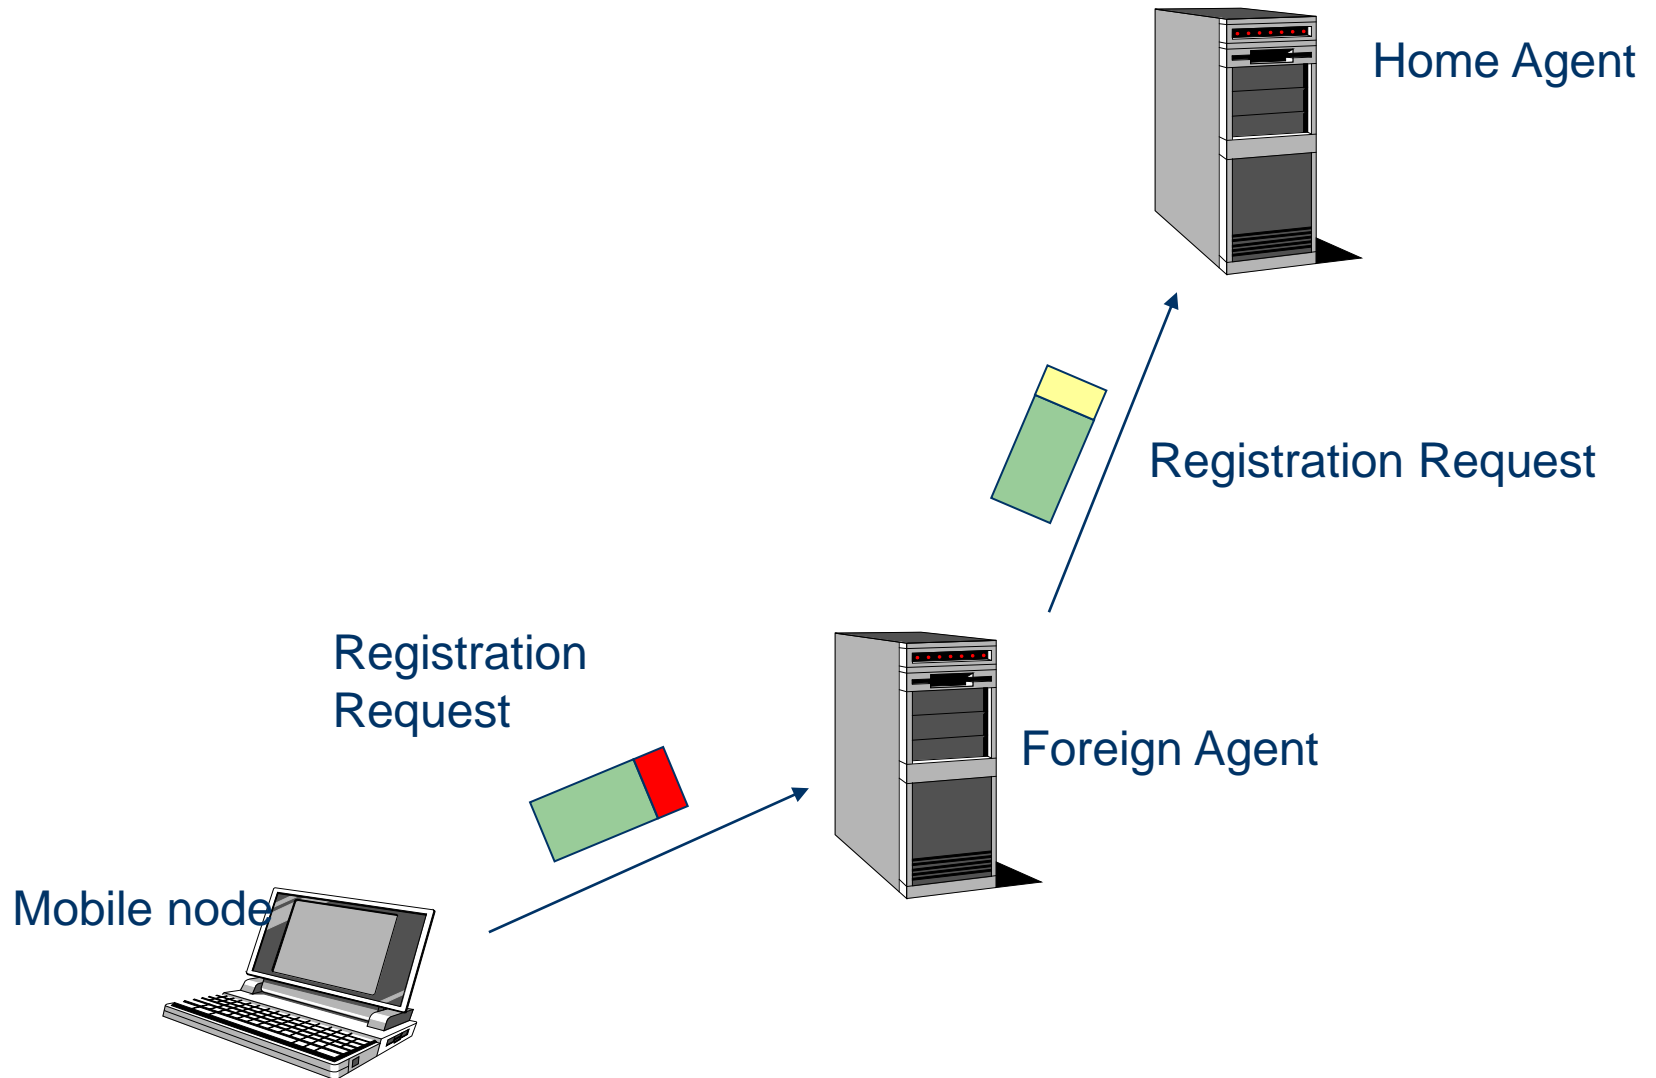 Home Agent
Registration Request
Registration
Request
Foreign Agent
Mobile node